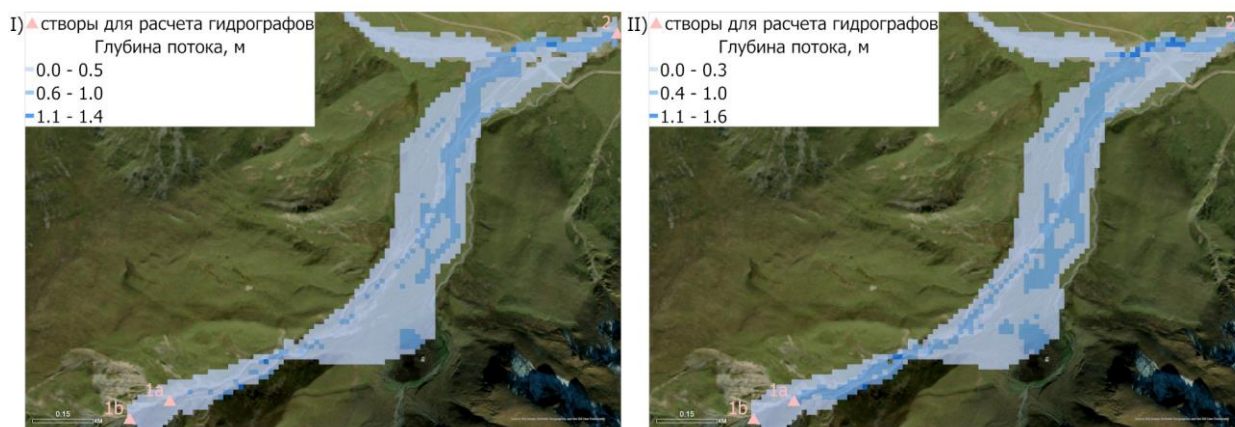 I)
створы для расчета гидрографов
Глубина потока, м
0.0 - 0.5
0.6 - 1.0
1.1 - 1.4
2
1a
1b
0.15
КМ
II)
створы для расчета гидрографов
Глубина потока, м
0.0 - 0.3
0.4 - 1.0
1.1 - 1.6
2
1a
1b
0.15
КМ